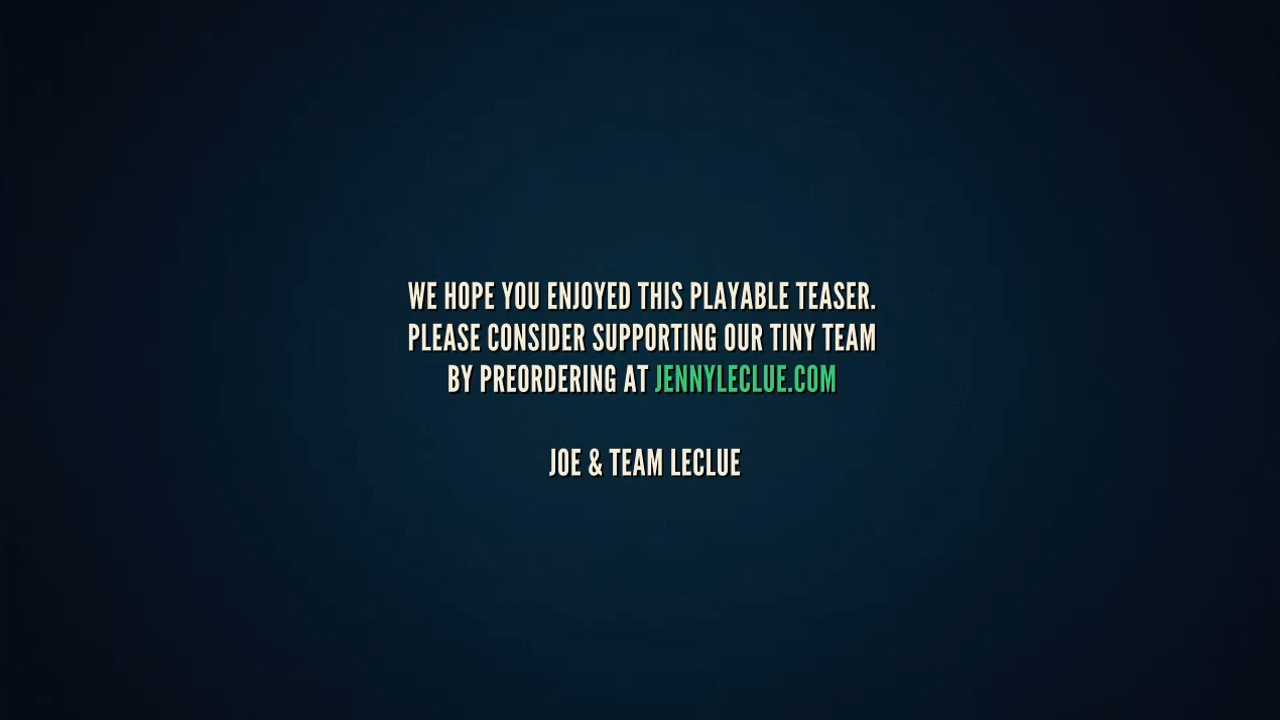 WE HOPE YOU ENJOYED THIS PLAYABLE TEASER.
PLEASE CONSIDER SUPPORTING OUR TINY TEAM
BY PREORDERING AT JENNYLECLUE.COM
JOE & TEAM LECLUE